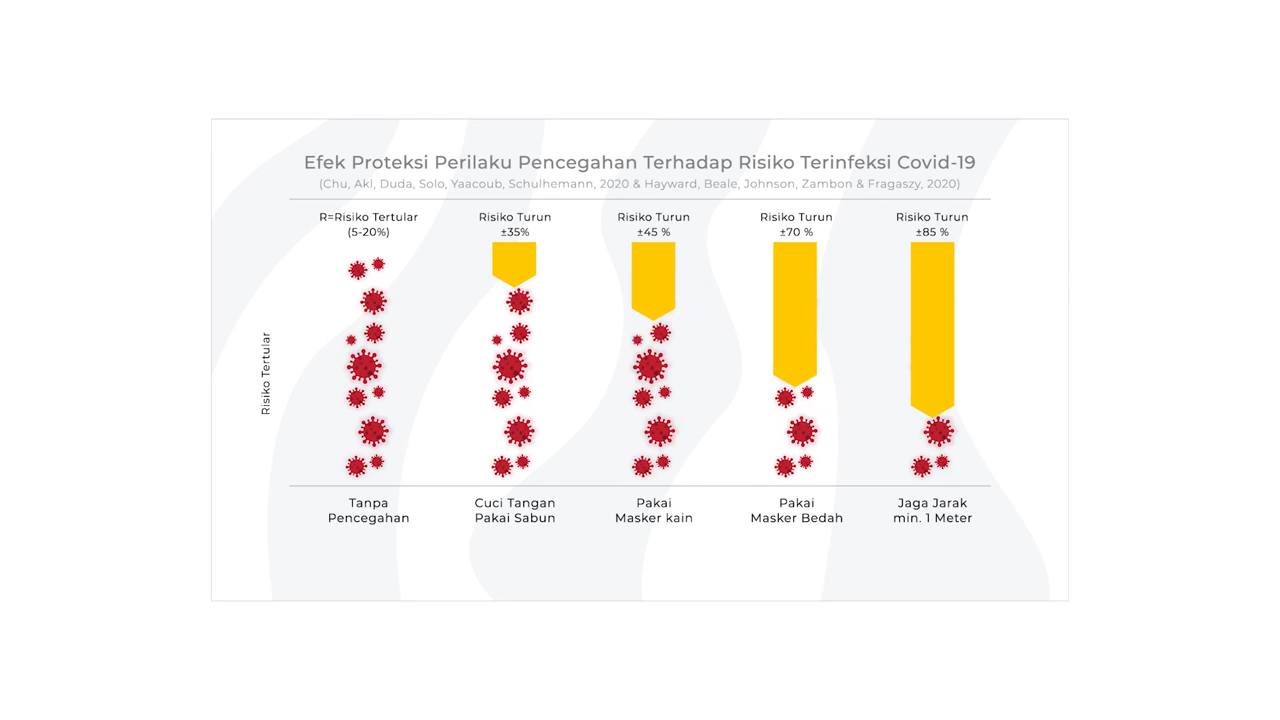 Efek Proteksi Perilaku Pencegahan Terhadap Risiko Terinfeksi Covid-19
(Chu, Akl, Duda, Solo, Yaacoub, Schulhemann, 2020 & Hayward, Beale, Johnson, Zambon & Fragaszy, 2020)
R=Risiko Tertular
(5-20%)
Risiko Turun
±35%
Risiko Turun
±45 %
Risiko Turun
±70 %
Risiko Turun
±85 %
Risiko Tertular
Tanpa
Pencegahan
Cuci Tangan
Pakai Sabun
Pakai
Masker kain
Pakai
Masker Bedah
Jaga Jarak
min. 1 Meter